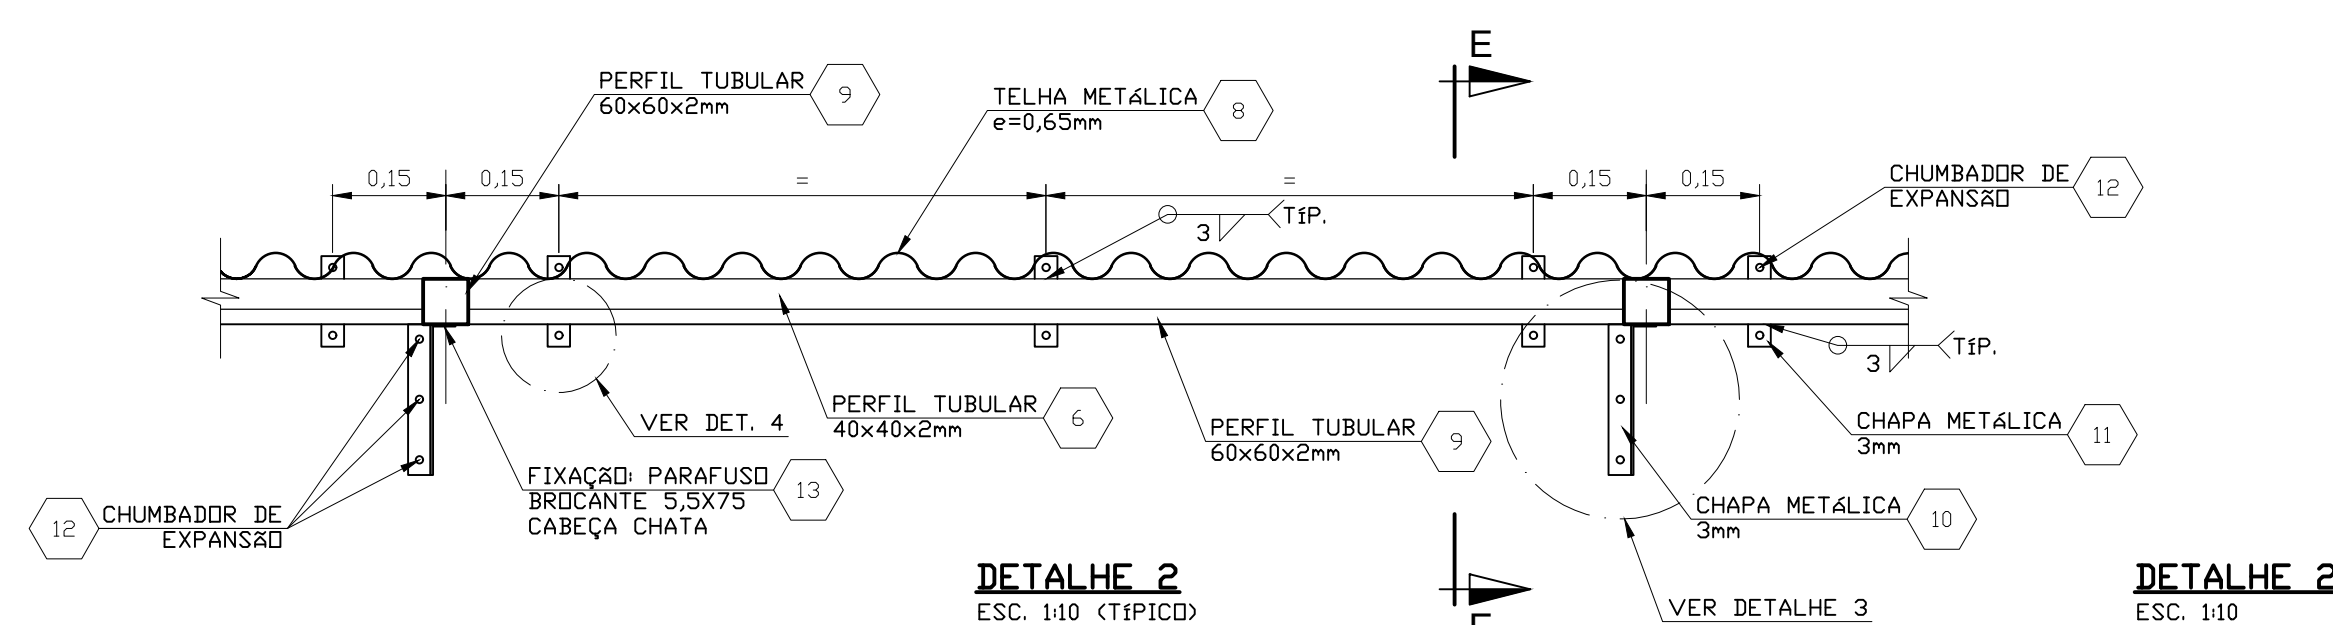 E
PERFIL TUBULAR
60x60x2mm
9
TELHA METÁLICA
e=0,65mm
8
0,15
0,15
=
=
0,15
0,15
CHUMBADOR DE
EXPANSÃO
12
3
TÍP.
3
TÍP.
VER DET. 4
PERFIL TUBULAR
40x40x2mm
6
PERFIL TUBULAR
60x60x2mm
9
CHAPA METÁLICA
3mm
11
FIXAÇÃO: PARAFUSO
BROCANTE 5,5X75
CABEÇA CHATA
13
12
CHUMBADOR DE
EXPANSÃO
CHAPA METÁLICA
3mm
10
VER DETALHE 3
DETALHE 2
ESC. 1:10 (TÍPICO)
DETALHE 2
ESC. 1:10